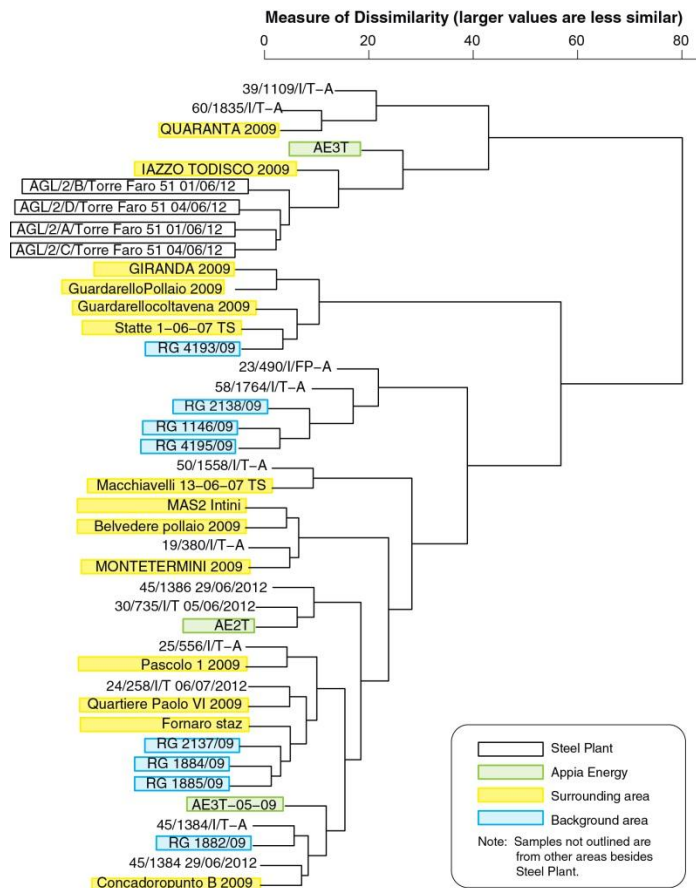 Measure of Dissimilarity (larger values are less similar)
0 20 40 60 80
39/1109/I/T−A
60/1835/I/T−A
QUARANTA 2009
AE3T
IAZZO TODISCO 2009
AGL/2/B/Torre Faro 51 01/06/12
AGL/2/D/Torre Faro 51 04/06/12
AGL/2/A/Torre Faro 51 01/06/12
AGL/2/C/Torre Faro 51 04/06/12
GIRANDA 2009
GuardarelloPollaio 2009
Guardarellocoltavena 2009
Statte 1−06−07 TS
RG 4193/09
23/490/I/FP−A
58/1764/I/T−A
RG 2138/09
RG 1146/09
RG 4195/09
50/1558/I/T−A
Macchiavelli 13−06−07 TS
MAS2 Intini
Belvedere pollaio 2009
19/380/I/T−A
MONTETERMINI 2009
45/1386 29/06/2012
30/735/I/T 05/06/2012
AE2T
25/556/I/T−A
Pascolo 1 2009
24/258/I/T 06/07/2012
Quartiere Paolo VI 2009
Fornaro staz
RG 2137/09
RG 1884/09
RG 1885/09
AE3T−05−09
45/1384/I/T−A
RG 1882/09
45/1384 29/06/2012
Concadoropunto B 2009
Steel Plant
Appia Energy
Surrounding area
Background area
Note: Samples not outlined are
from other areas besides
Steel Plant.